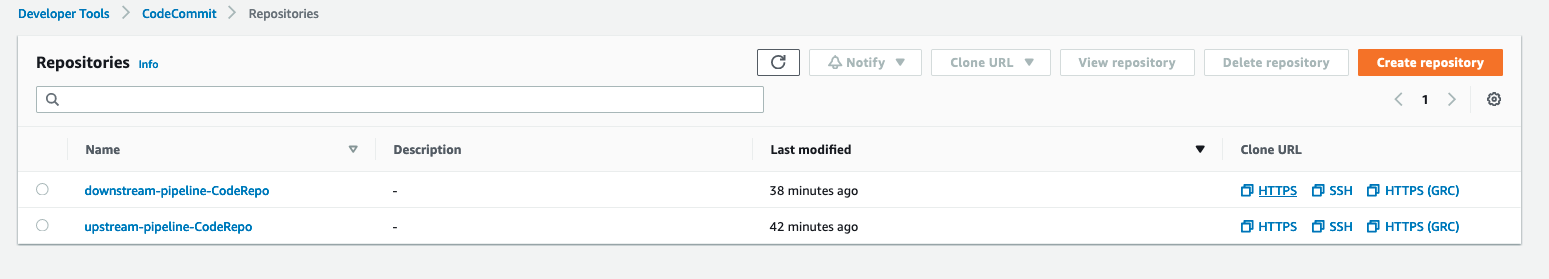 Developer Tools > CodeCommit > Repositories
Repositories Info Notify Clone URL View repository Delete repository Create repository
1
Name Description Last modified Clone URL
downstream-pipeline-CodeRepo - 38 minutes ago HTTPS SSH HTTPS (GRC)
upstream-pipeline-CodeRepo - 42 minutes ago HTTPS SSH HTTPS (GRC)